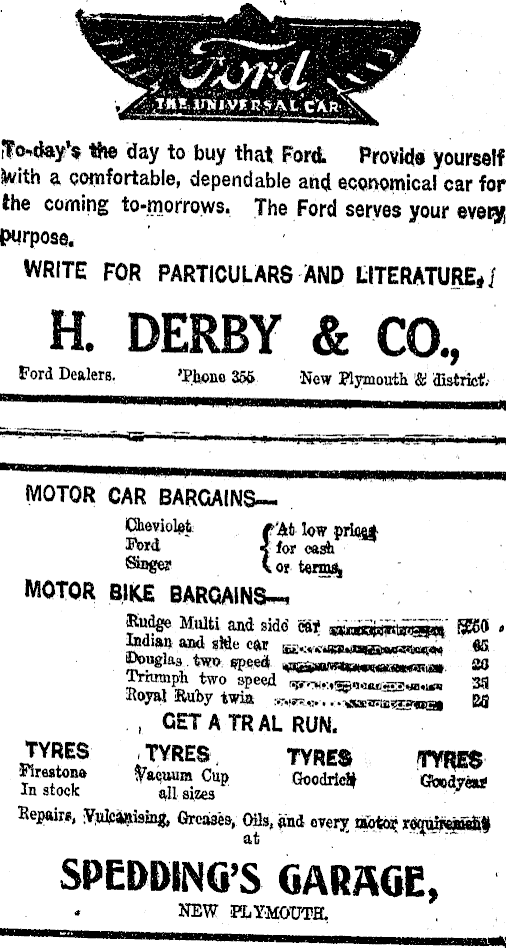 Ford
THE UNIVERSAL CAR
To-day's the day to buy that Ford. Provide yourself
with a comfortable, dependable and economical car for
the coming to-morrows. The Ford serves your every
purpose.
WRITE FOR PARTICULARS AND LITERATURE,
H. DERBY & CO.,
Ford Dealers. 'Phone 355 New Plymouth & district.
MOTOR CAR BARGAINS—
Cheviolet
Ford
Singer
{ At low prices
for cash
or terms,
MOTOR BIKE BARGAINS—
Rudge Multi and side car £50
Indian and side car 65
Douglas two speed
Triumph two speed 35
Royal Ruby twin
GET A TR AL RUN.
TYRES TYRES TYRES TYRES
Firestone Vacuum Cup Goodrich Goodyear
In stock all sizes
Repairs, Vulcanising, Greases, Oils, and every motor requirement
at
SPEDDING'S GARAGE,
NEW PLYMOUTH.